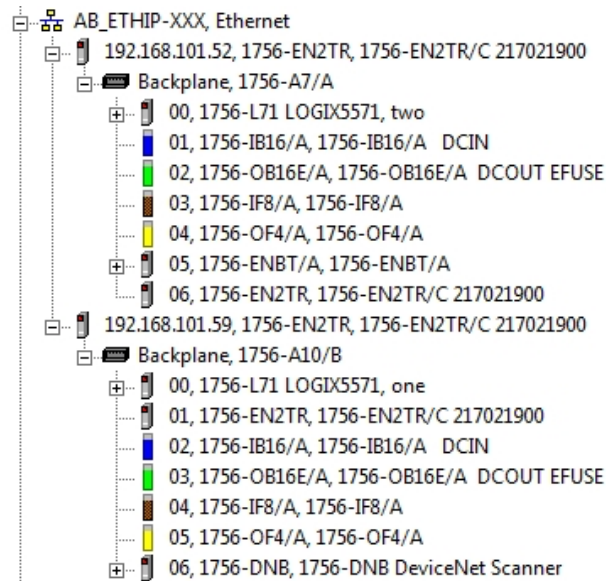 AB_ETHIP-XXX, Ethernet
192.168.101.52, 1756-EN2TR, 1756-EN2TR/C 217021900
Backplane, 1756-A7/A
00, 1756-L71 LOGIX5571, two
01, 1756-IB16/A, 1756-IB16/A DCIN
02, 1756-OB16E/A, 1756-OB16E/A DCOUT EFUSE
03, 1756-IF8/A, 1756-IF8/A
04, 1756-OF4/A, 1756-OF4/A
05, 1756-ENBT/A, 1756-ENBT/A
06, 1756-EN2TR, 1756-EN2TR/C 217021900
192.168.101.59, 1756-EN2TR, 1756-EN2TR/C 217021900
Backplane, 1756-A10/B
00, 1756-L71 LOGIX5571, one
01, 1756-EN2TR, 1756-EN2TR/C 217021900
02, 1756-IB16/A, 1756-IB16/A DCIN
03, 1756-OB16E/A, 1756-OB16E/A DCOUT EFUSE
04, 1756-IF8/A, 1756-IF8/A
05, 1756-OF4/A, 1756-OF4/A
06, 1756-DNB, 1756-DNB DeviceNet Scanner